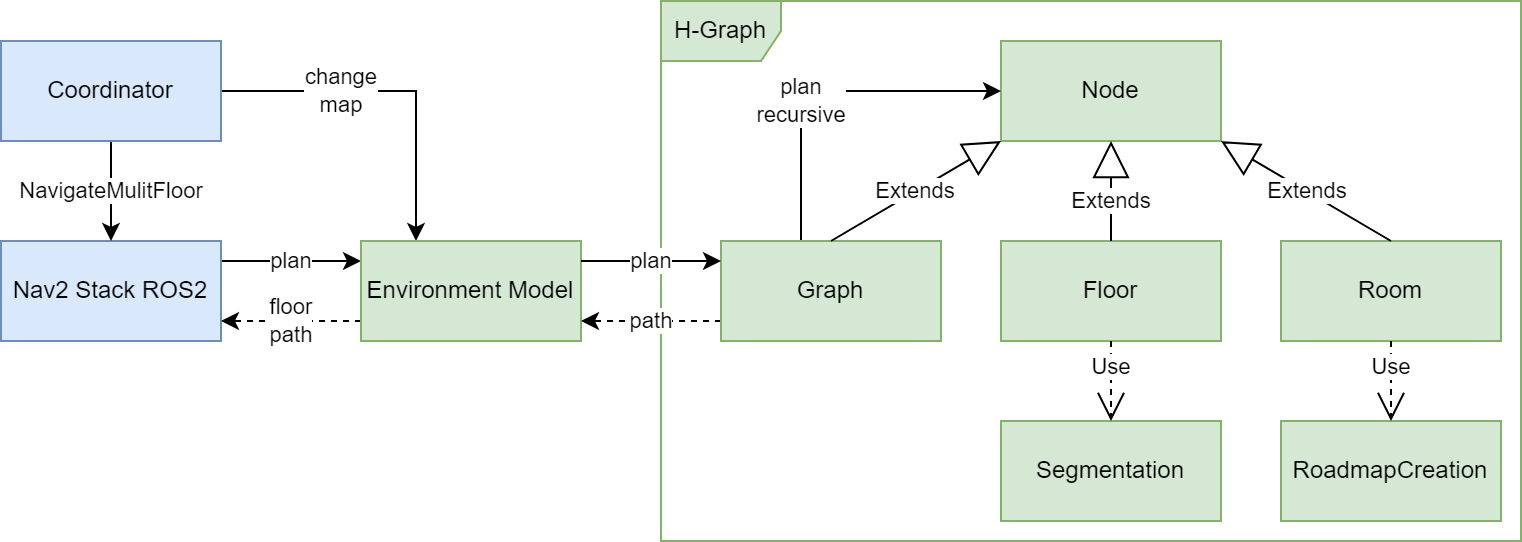 H-Graph
Coordinator
change
map
plan
recursive
Node
NavigateMulitFloor
Extends
Extends
Extends
Nav2 Stack ROS2
plan
floor
path
Environment Model
plan
path
Graph
Floor
Room
Use
Use
Segmentation
RoadmapCreation